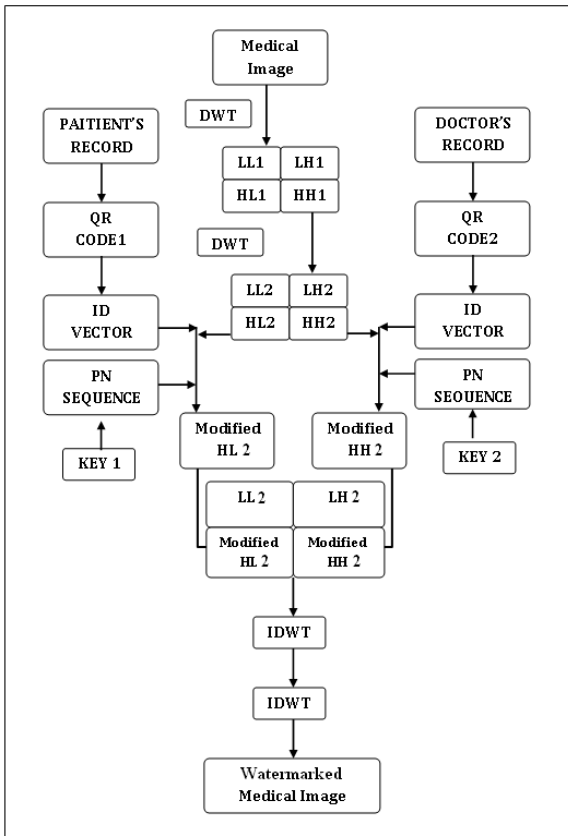 Medical
Image
DWT
PAITIENT'S
RECORD
DOCTOR'S
RECORD
LL1 LH1
HL1 HH1
QR
CODE1
QR
CODE2
DWT
LL2 LH2
HL2 HH2
ID
VECTOR
ID
VECTOR
PN
SEQUENCE
PN
SEOUENCE
Modified
HL 2
Modified
HH 2
KEY 1
KEY 2
LL 2 LH 2
Modified
HL 2
Modified
HH 2
IDWT
IDWT
Watermarked
Medical Image